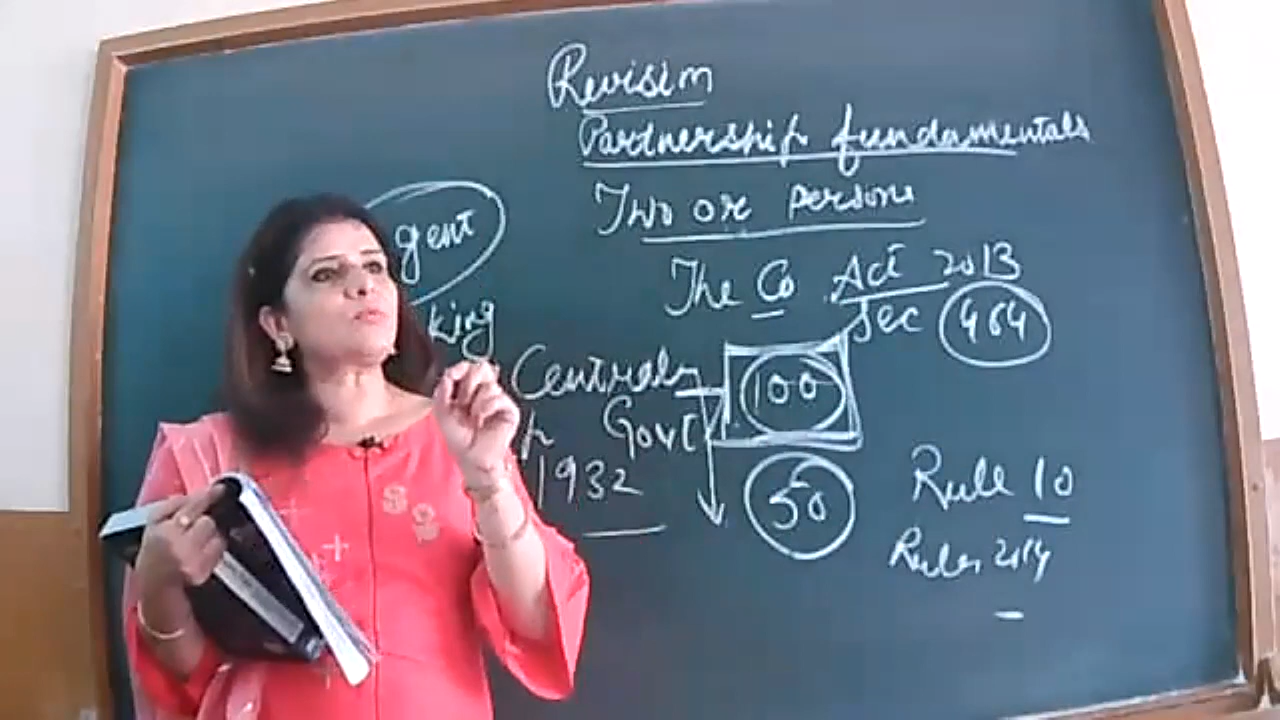 Revision
Partnership fundamentals
Two or persons
The Co Act 2013
Sec 464
gent
king
Central 100
p Govt
1932 50
Rule 10
Rules 2014